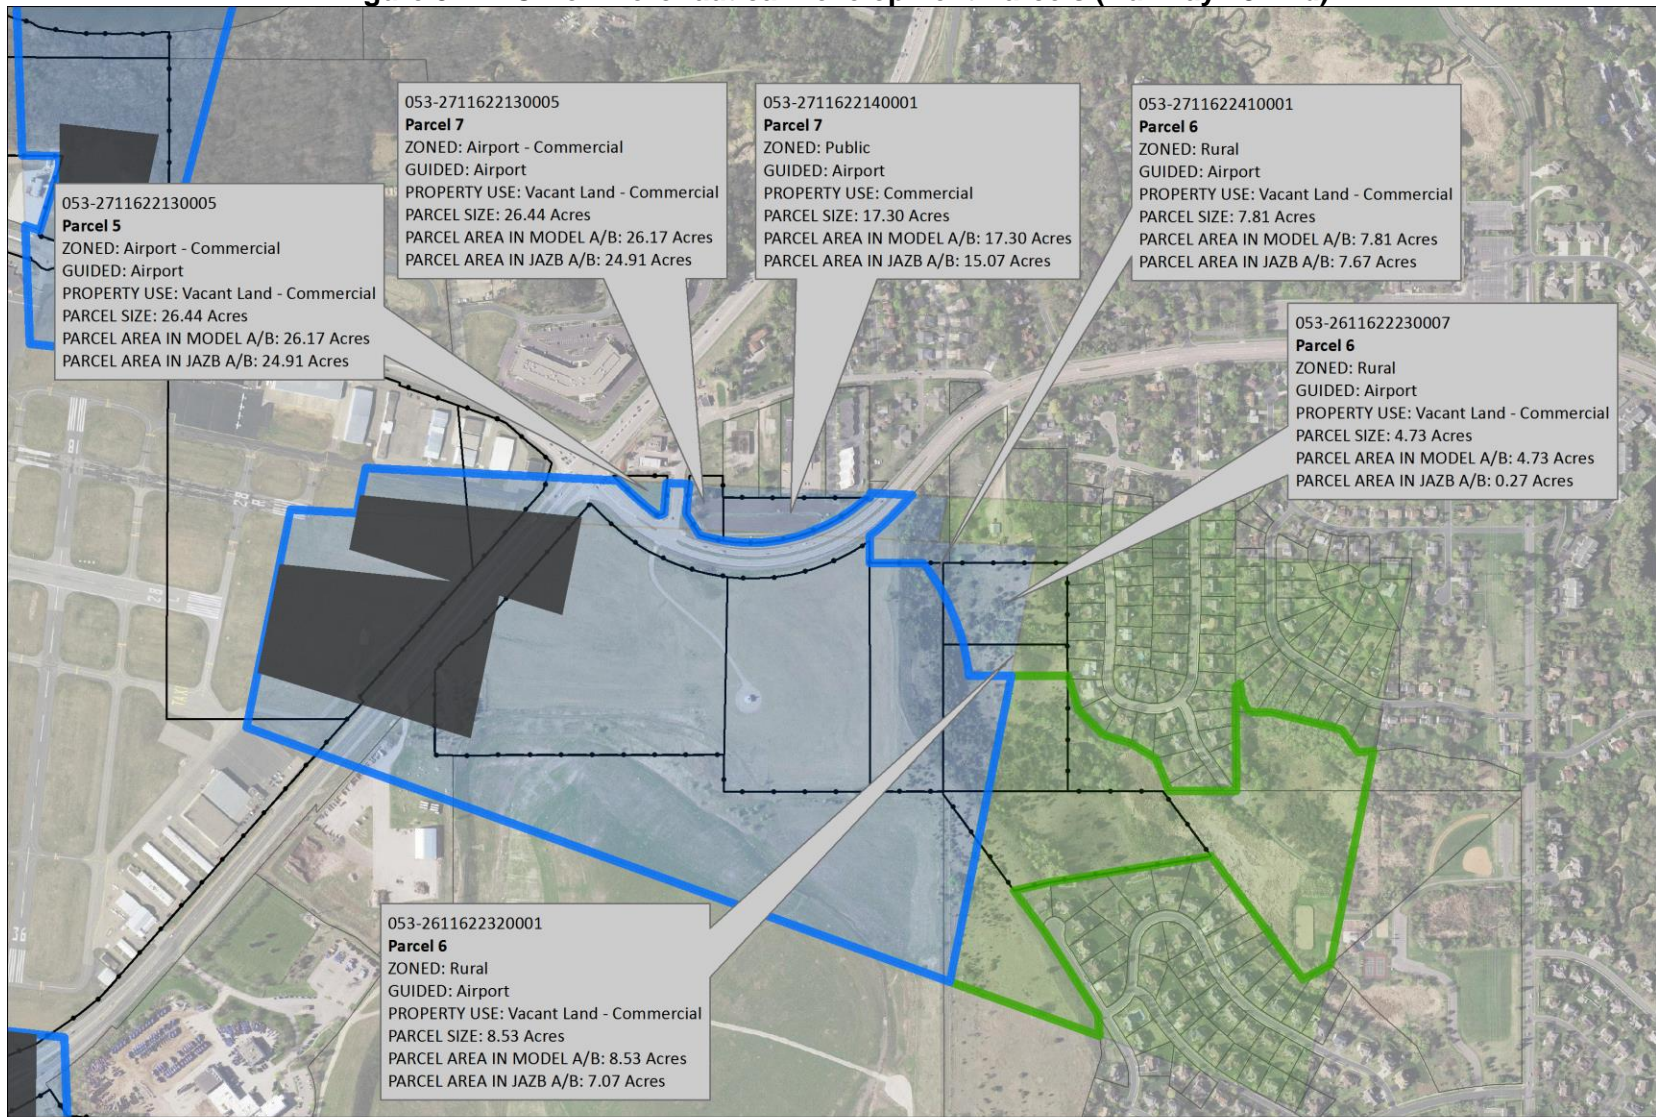 053-2711622130005
Parcel 7
ZONED: Airport - Commercial
GUIDED: Airport
PROPERTY USE: Vacant Land - Commercial
PARCEL SIZE: 26.44 Acres
PARCEL AREA IN MODEL A/B: 26.17 Acres
PARCEL AREA IN JAZB A/B: 24.91 Acres
053-2711622140001
Parcel 7
ZONED: Public
GUIDED: Airport
PROPERTY USE: Commercial
PARCEL SIZE: 17.30 Acres
PARCEL AREA IN MODEL A/B: 17.30 Acres
PARCEL AREA IN JAZB A/B: 15.07 Acres
053-2711622410001
Parcel 6
ZONED: Rural
GUIDED: Airport
PROPERTY USE: Vacant Land - Commercial
PARCEL SIZE: 7.81 Acres
PARCEL AREA IN MODEL A/B: 7.81 Acres
PARCEL AREA IN JAZB A/B: 7.67 Acres
053-2711622130005
Parcel 5
ZONED: Airport - Commercial
GUIDED: Airport
PROPERTY USE: Vacant Land - Commercial
PARCEL SIZE: 26.44 Acres
PARCEL AREA IN MODEL A/B: 26.17 Acres
PARCEL AREA IN JAZB A/B: 24.91 Acres
053-2611622230007
Parcel 6
ZONED: Rural
GUIDED: Airport
PROPERTY USE: Vacant Land - Commercial
PARCEL SIZE: 4.73 Acres
PARCEL AREA IN MODEL A/B: 4.73 Acres
PARCEL AREA IN JAZB A/B: 0.27 Acres
TAXI
36
053-2611622320001
Parcel 6
ZONED: Rural
GUIDED: Airport
PROPERTY USE: Vacant Land - Commercial
PARCEL SIZE: 8.53 Acres
PARCEL AREA IN MODEL A/B: 8.53 Acres
PARCEL AREA IN JAZB A/B: 7.07 Acres